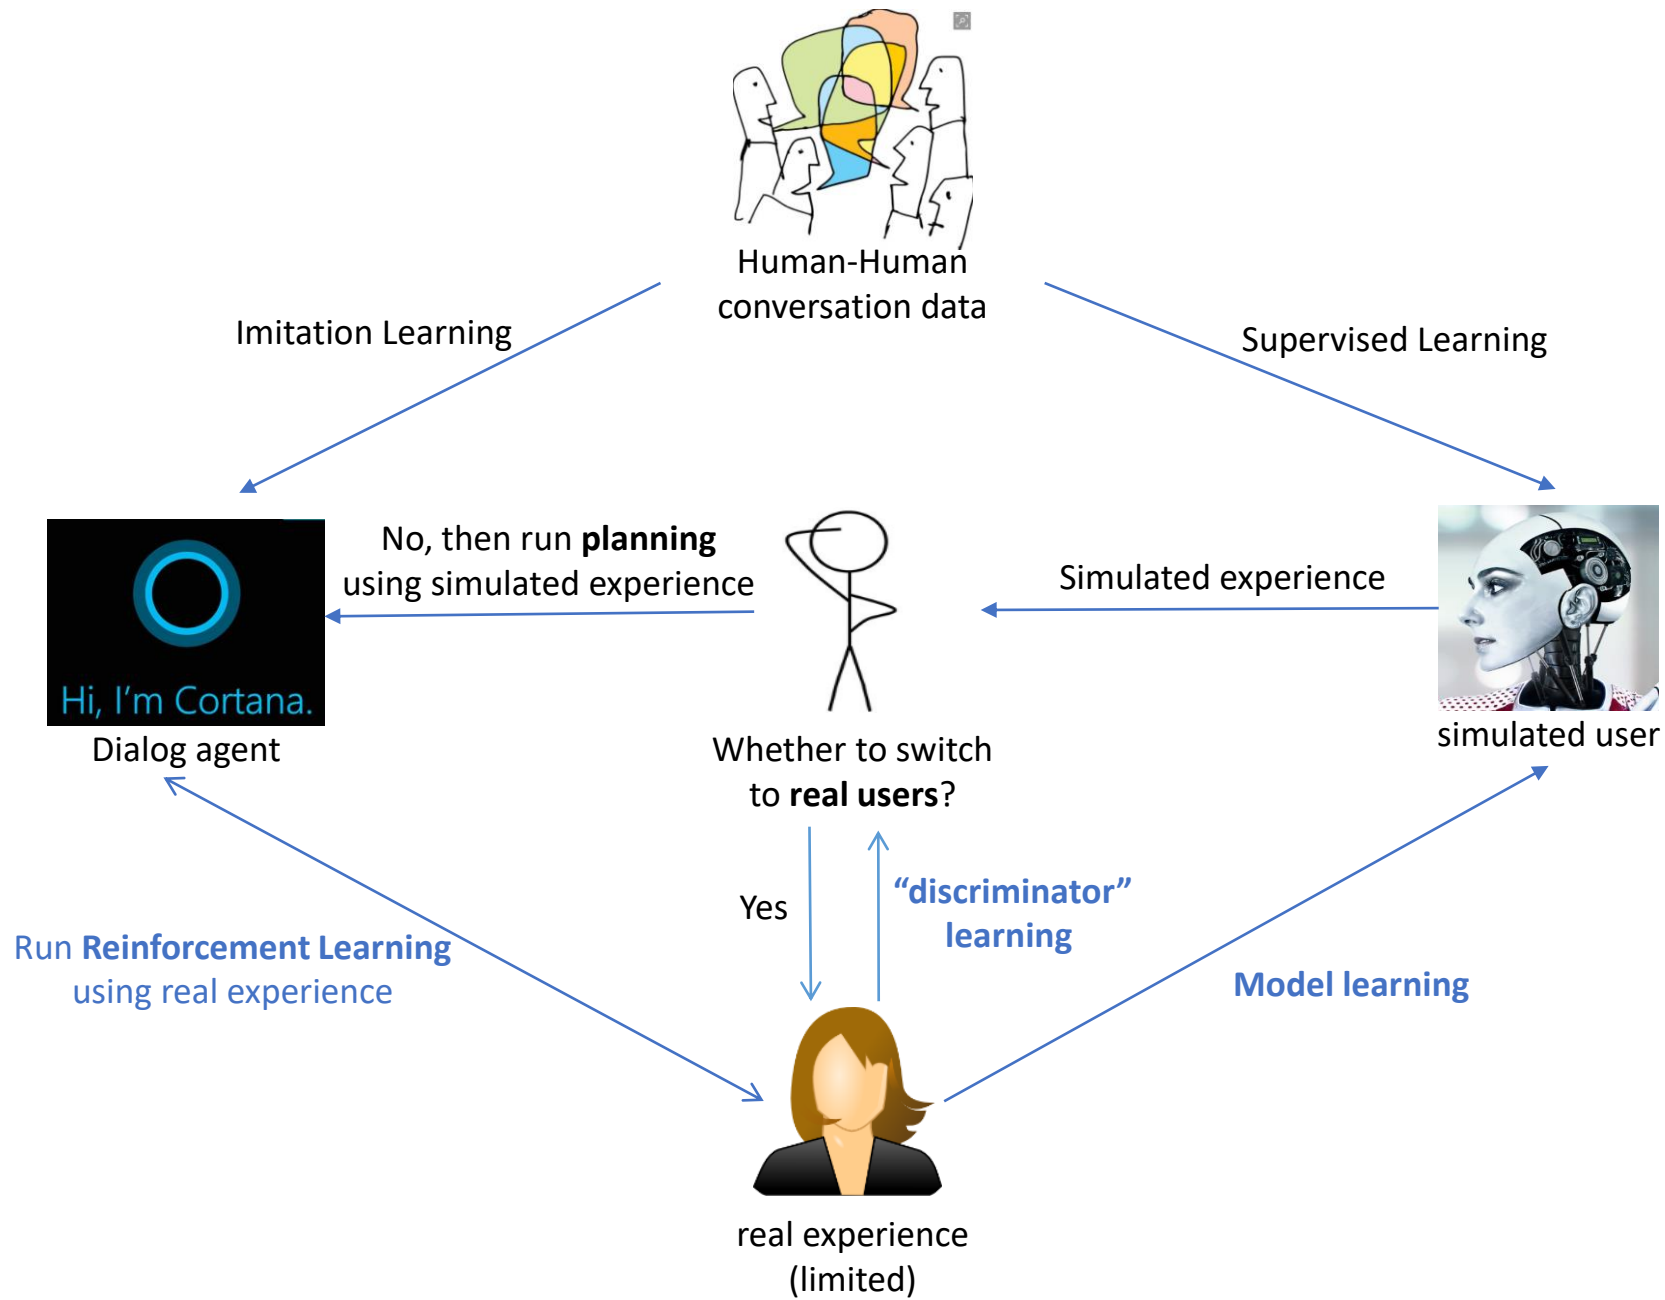 Human-Human
conversation data
Imitation Learning
Supervised Learning
No, then run planning
using simulated experience
Simulated experience
Hi, I'm Cortana.
Dialog agent
Whether to switch
to real users?
simulated user
Yes
“discriminator”
learning
Run Reinforcement Learning
using real experience
Model learning
real experience
(limited)